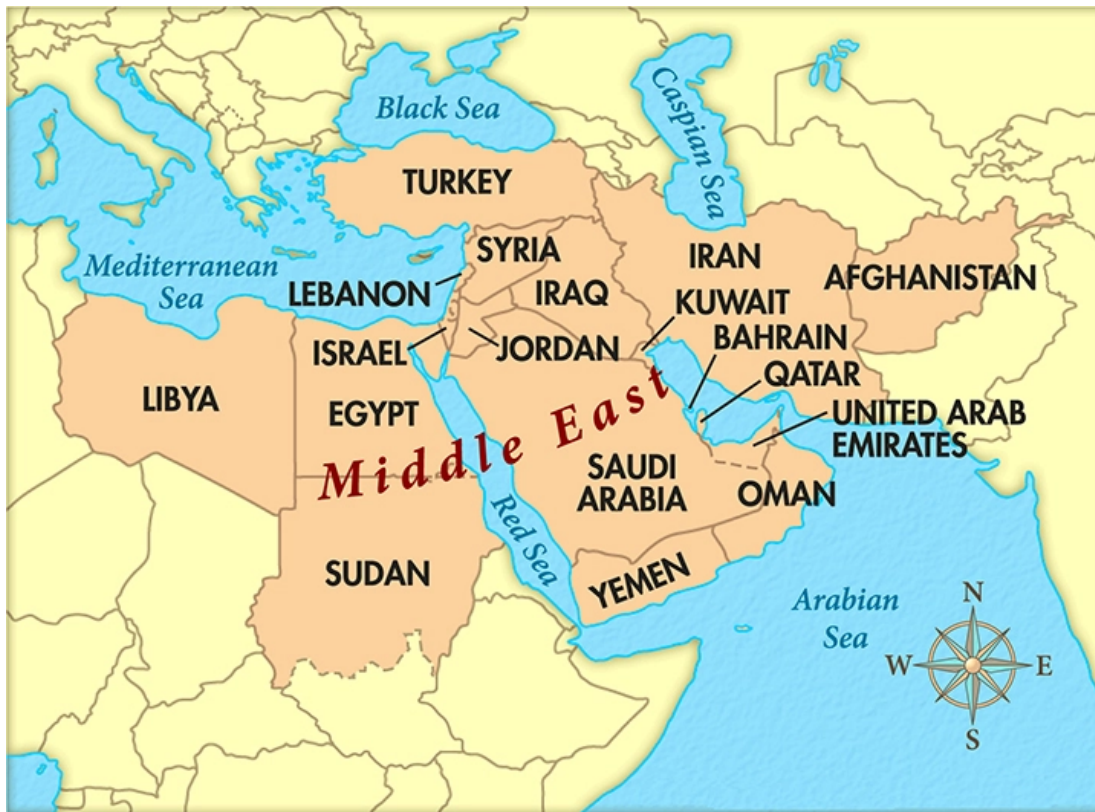 Black Sea
Caspian Sea
TURKEY
Mediterranean
Sea
SYRIA
LEBANON
IRAQ
IRAN
AFGHANISTAN
KUWAIT
ISRAEL
JORDAN
BAHRAIN
QATAR
LIBYA
EGYPT
Middle East
UNITED ARAB
EMIRATES
SAUDI
ARABIA
OMAN
Red Sea
SUDAN
YEMEN
Arabian
Sea
N
W
E
S